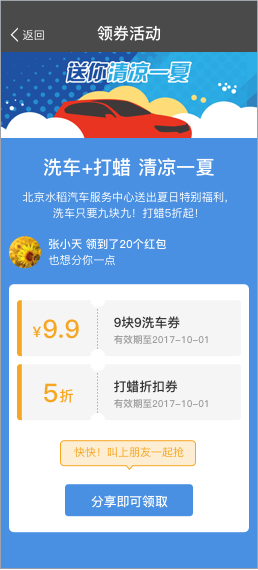 返回
领券活动
送你清凉一夏
洗车+打蜡 清凉一夏
北京水稻汽车服务中心送出夏日特别福利,
洗车只要九块九！打蜡5折起！
张小天 领到了20个红包
也想分你一点
¥9.9
9块9洗车券
有效期至2017-10-01
5折
打蜡折扣券
有效期至2017-10-01
快快！叫上朋友一起抢
分享即可领取